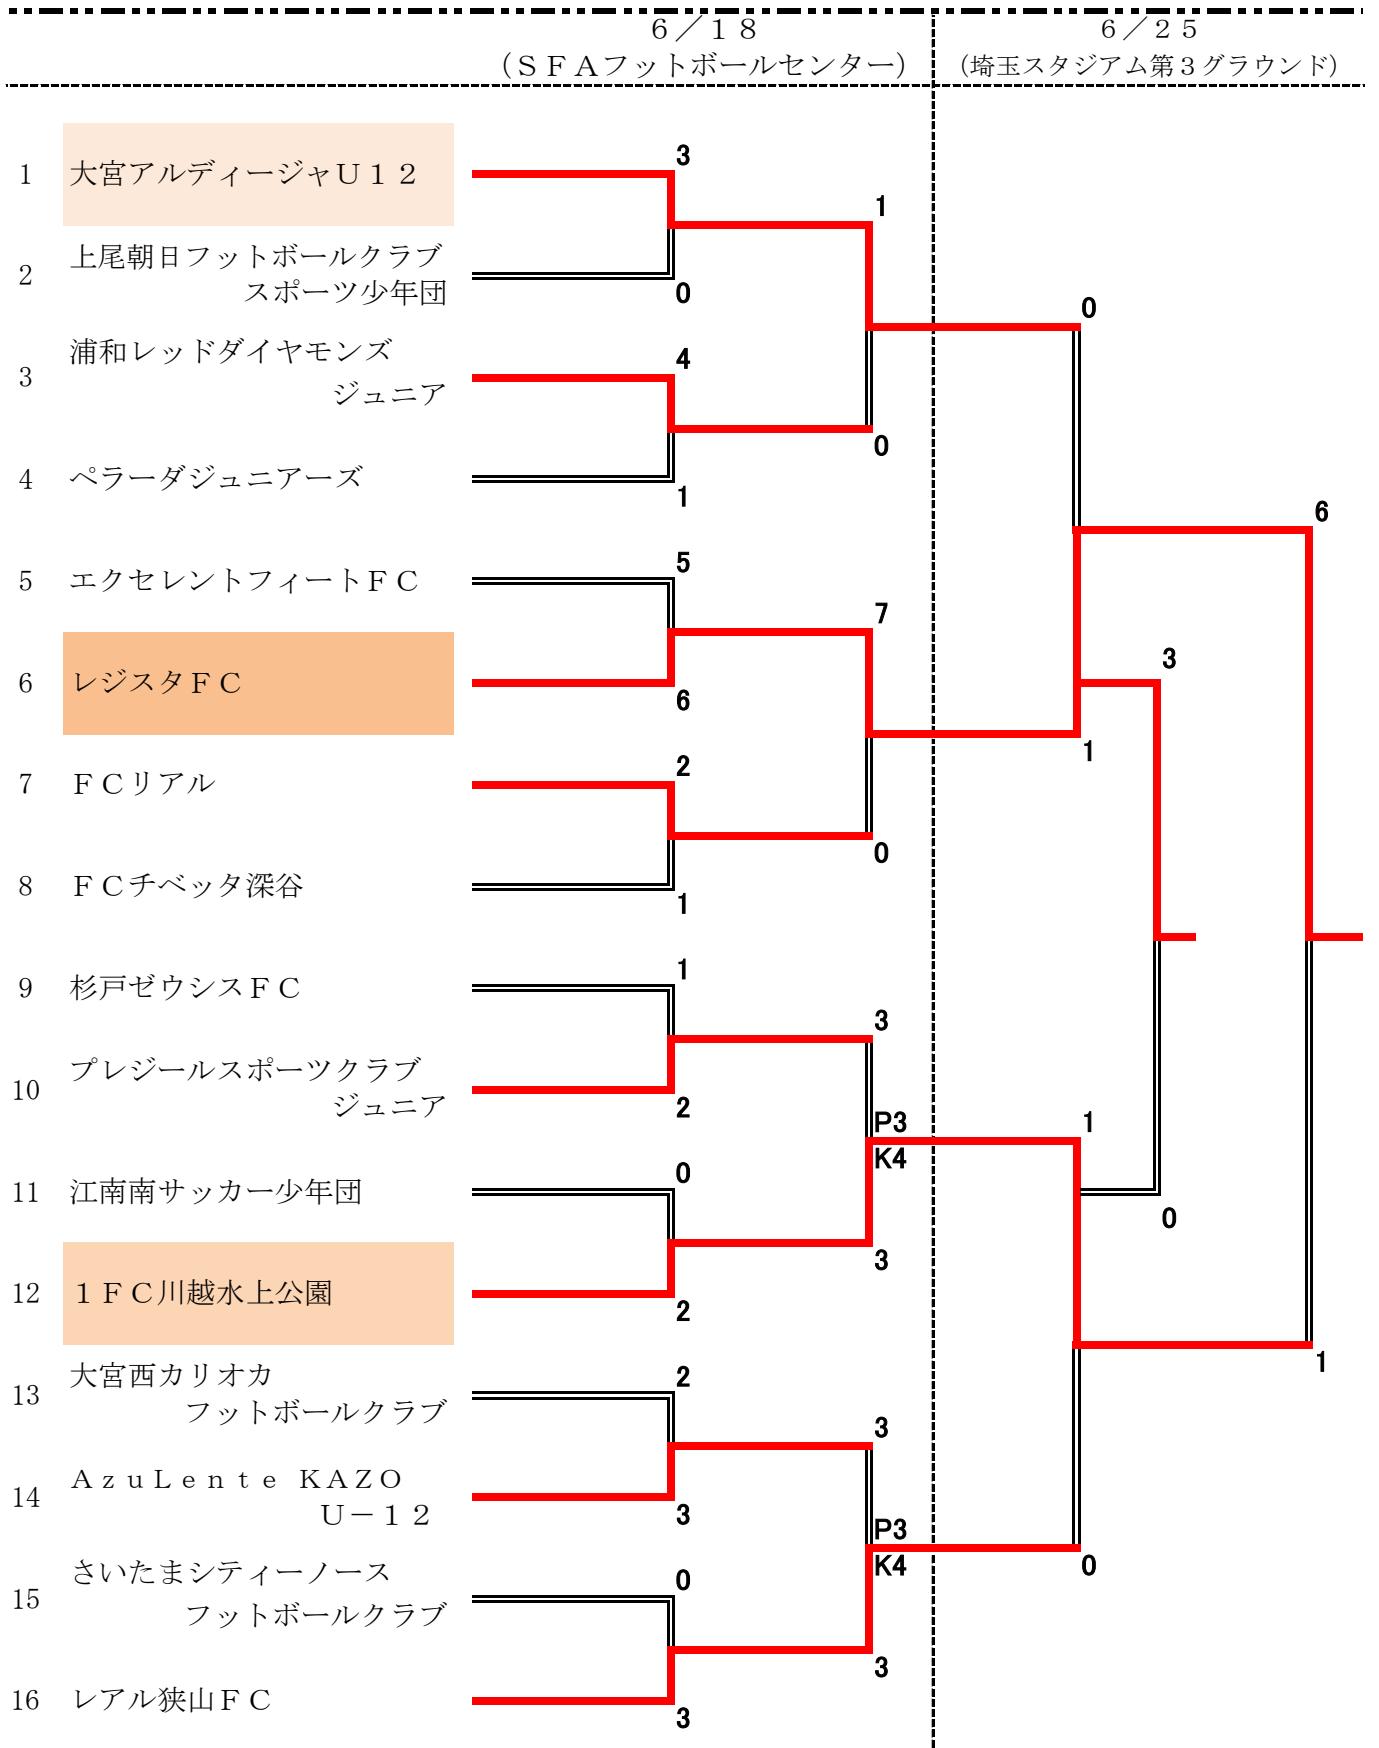 6／18
（ＳＦＡフットボールセンター）
6／25
（埼玉スタジアム第３グラウンド）
1 大宮アルディージャＵ１２
2 上尾朝日フットボールクラブ
スポーツ少年団
3 浦和レッドダイヤモンズ
ジュニア
4 ペラーダジュニアーズ
5 エクセレントフィートＦＣ
6 レジスタＦＣ
7 ＦＣリアル
8 ＦＣチベッタ深谷
9 杉戸ゼウシスＦＣ
10 プレジールスポーツクラブ
ジュニア
11 江南南サッカー少年団
12 １ＦＣ川越水上公園
13 大宮西カリオカ
フットボールクラブ
14 ＡｚｕＬｅｎｔｅ　ＫＡＺＯ
Ｕ－１２
15 さいたまシティーノース
フットボールクラブ
16 レアル狭山ＦＣ
3
0
4
1
5
6
2
1
1
2
0
2
2
3
0
3
1
0
7
0
3
P3
K4
3
3
P3
K4
3
0
1
1
0
3
0
6
1